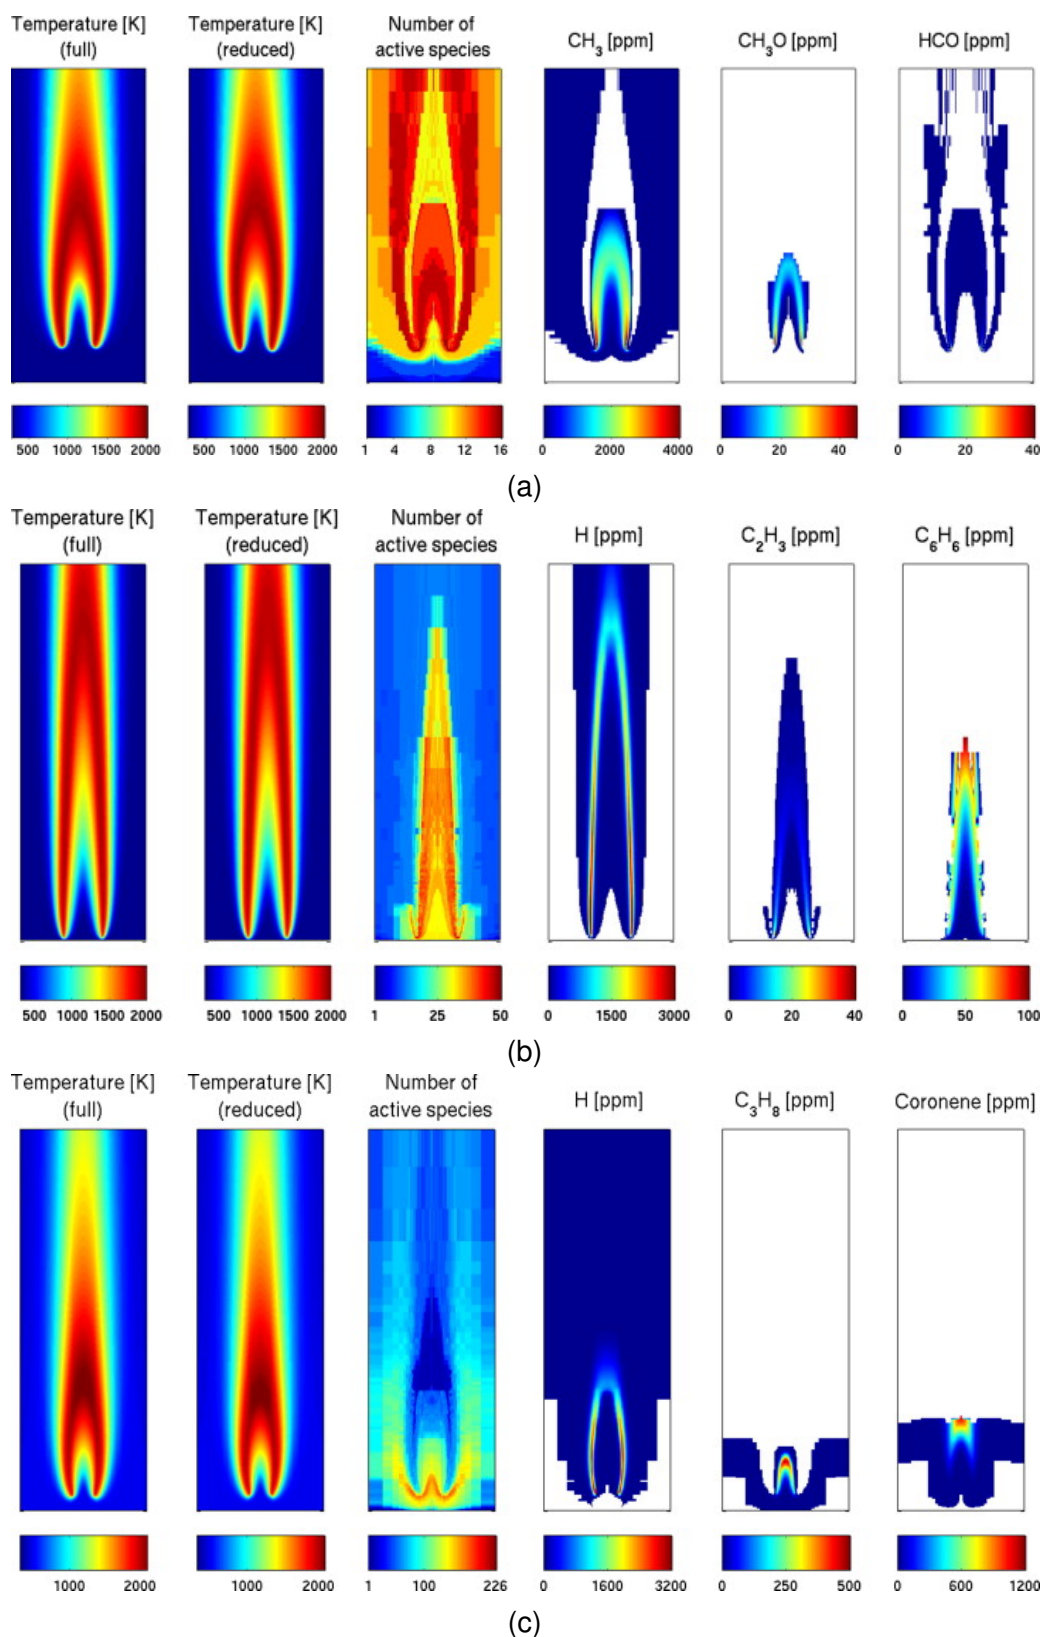 Temperature [K]
(full)
Temperature [K]
(reduced)
Number of
active species
CH3 [ppm]
CH3O [ppm]
HCO [ppm]
500 1000 1500 2000
500 1000 1500 2000
1 4 8 12 16
0 2000 4000
0 20 40
0 20 40
(a)
Temperature [K]
(full)
Temperature [K]
(reduced)
Number of
active species
H [ppm]
C2H3 [ppm]
C6H6 [ppm]
500 1000 1500 2000
500 1000 1500 2000
1 25 50
0 1500 3000
0 20 40
0 50 100
(b)
Temperature [K]
(full)
Temperature [K]
(reduced)
Number of
active species
H [ppm]
C3H8 [ppm]
Coronene [ppm]
1000 2000
1000 2000
1 100 226
0 1600 3200
0 250 500
0 600 1200
(c)